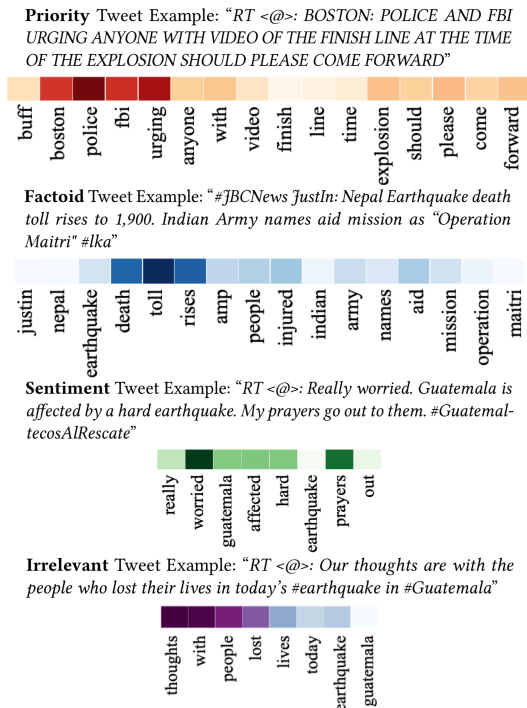 Priority Tweet Example: “RT <@>: BOSTON: POLICE AND FBI
URGING ANYONE WITH VIDEO OF THE FINISH LINE AT THE TIME
OF THE EXPLOSION SHOULD PLEASE COME FORWARD”
buff boston police fbi urging anyone with video finish line time explosion should please come forward
Factoid Tweet Example: “#JBCNews JustIn: Nepal Earthquake death
toll rises to 1,900. Indian Army names aid mission as “Operation
Maitri" #lka”
justin nepal earthquake death toll rises amp people injured indian army names aid mission operation maitri
Sentiment Tweet Example: “RT <@>: Really worried. Guatemala is
affected by a hard earthquake. My prayers go out to them. #Guatemal-
tecosAlRescate”
really worried guatemala affected hard earthquake prayers out
Irrelevant Tweet Example: “RT <@>: Our thoughts are with the
people who lost their lives in today’s #earthquake in #Guatemala”
thoughts with people lost lives today earthquake guatemala